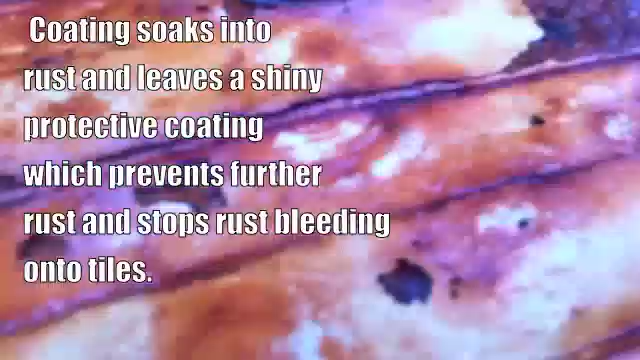 Coating soaks into
rust and leaves a shiny
protective coating
which prevents further
rust and stops rust bleeding
onto tiles.